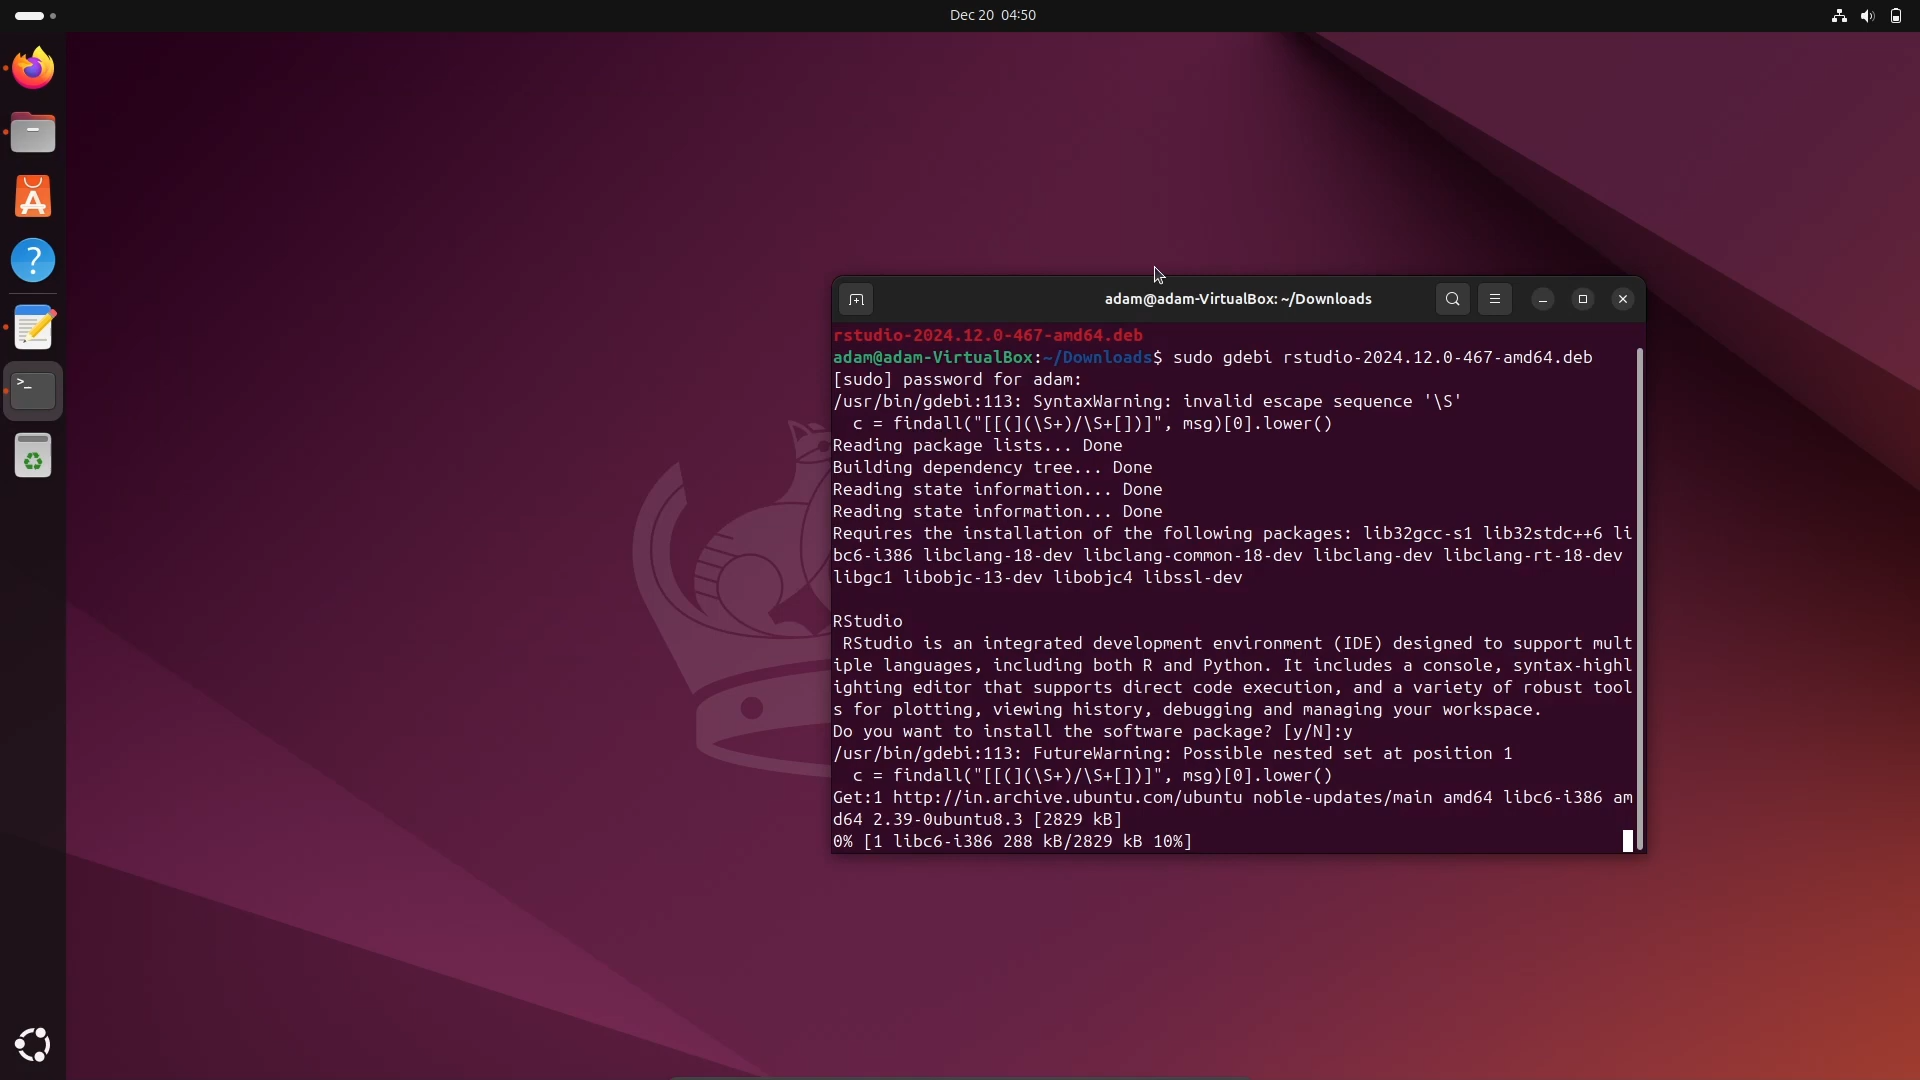 Dec 20 04:50
adam@adam-VirtualBox: ~/Downloads
rstudio-2024.12.0-467-amd64.deb
adam@adam-VirtualBox:~/Downloads$ sudo gdebi rstudio-2024.12.0-467-amd64.deb
[sudo] password for adam:
/usr/bin/gdebi:113: SyntaxWarning: invalid escape sequence '\S'
  c = findall("[[(](\S+)/\S+[])]", msg)[0].lower()
Reading package lists... Done
Building dependency tree... Done
Reading state information... Done
Reading state information... Done
Requires the installation of the following packages: lib32gcc-s1 lib32stdc++6 li
bc6-i386 libclang-18-dev libclang-common-18-dev libclang-dev libclang-rt-18-dev
libgc1 libobjc-13-dev libobjc4 libssl-dev
RStudio
 RStudio is an integrated development environment (IDE) designed to support mult
iple languages, including both R and Python. It includes a console, syntax-highl
ighting editor that supports direct code execution, and a variety of robust tool
s for plotting, viewing history, debugging and managing your workspace.
Do you want to install the software package? [y/N]:y
/usr/bin/gdebi:113: FutureWarning: Possible nested set at position 1
  c = findall("[[(](\S+)/\S+[])]", msg)[0].lower()
Get:1 http://in.archive.ubuntu.com/ubuntu noble-updates/main amd64 libc6-i386 am
d64 2.39-0ubuntu8.3 [2829 kB]
0% [1 libc6-i386 288 kB/2829 kB 10%]